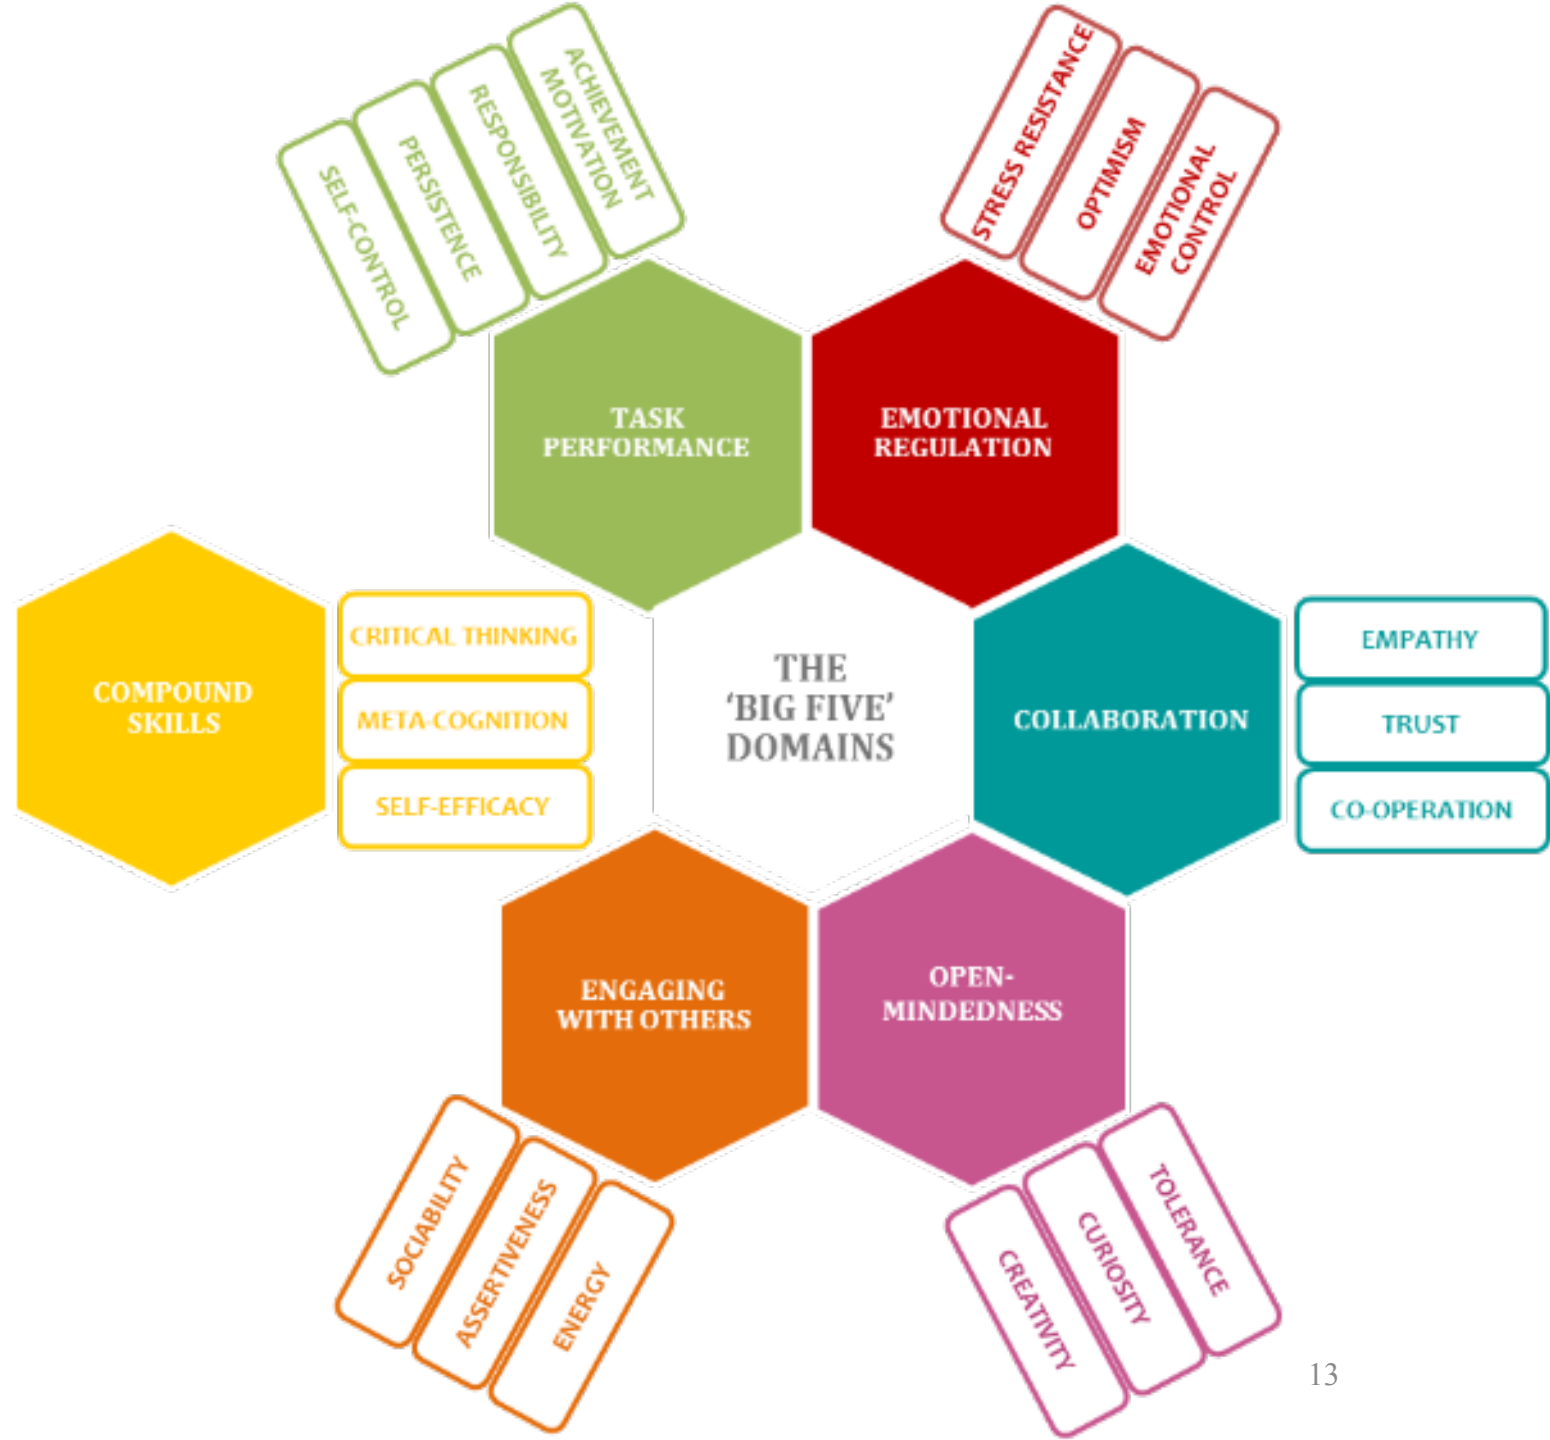 SELF-CONTROL
PERSISTENCE
RESPONSIBILITY
ACHIEVEMENT
MOTIVATION
STRESS RESISTANCE
OPTIMISM
EMOTIONAL
CONTROL
TASK
PERFORMANCE
EMOTIONAL
REGULATION
COMPOUND
SKILLS
CRITICAL THINKING
META-COGNITION
SELF-EFFICACY
THE
‘BIG FIVE’
DOMAINS
COLLABORATION
EMPATHY
TRUST
CO-OPERATION
ENGAGING
WITH OTHERS
OPEN-
MINDEDNESS
SOCIABILITY
ASSERTIVENESS
ENERGY
CREATIVITY
CURIOSITY
TOLERANCE
13